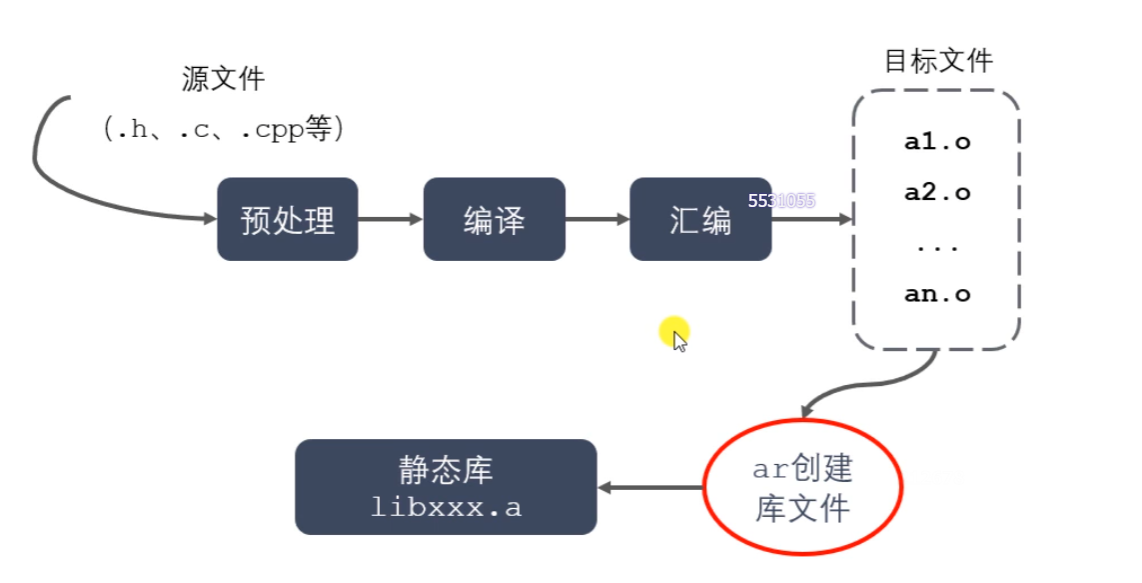 源文件
（.h、.c、.cpp等）
预处理
编译
汇编
5531055
目标文件
a1.o
a2.o
...
an.o
ar创建
库文件
静态库
libxxx.a